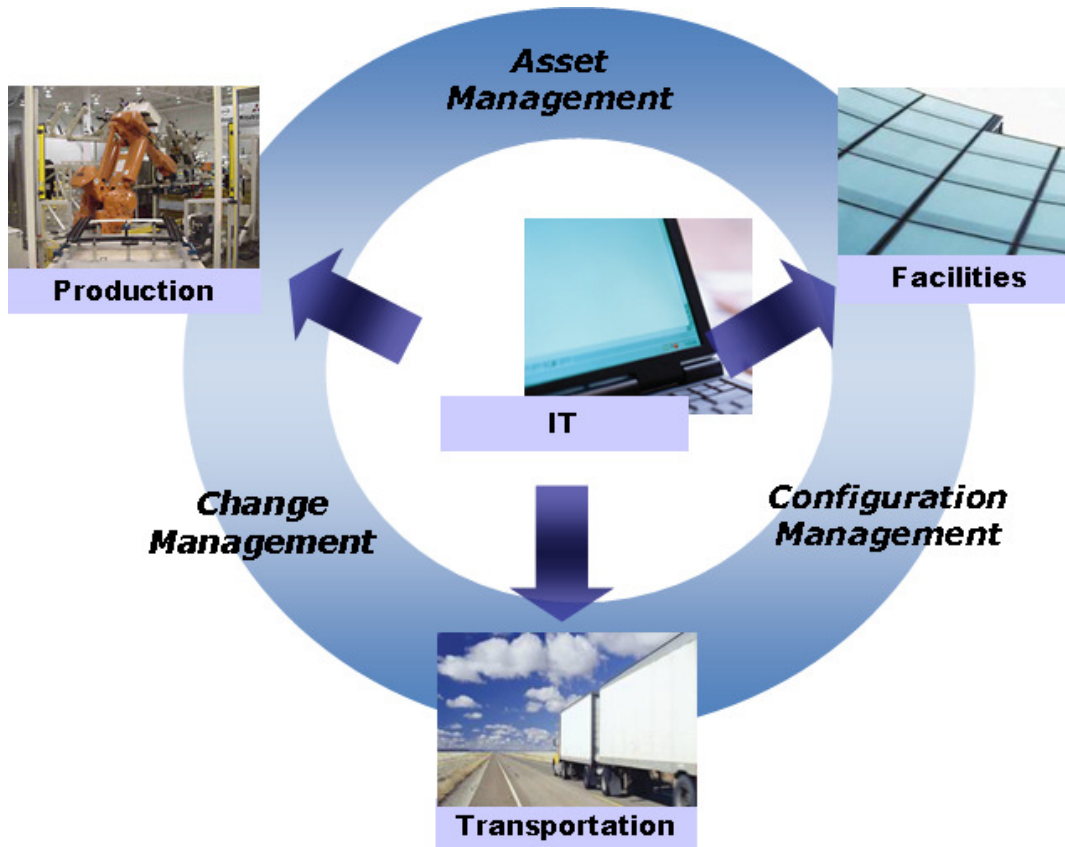 Asset
Management
Production
Facilities
IT
Change
Management
Configuration
Management
Transportation